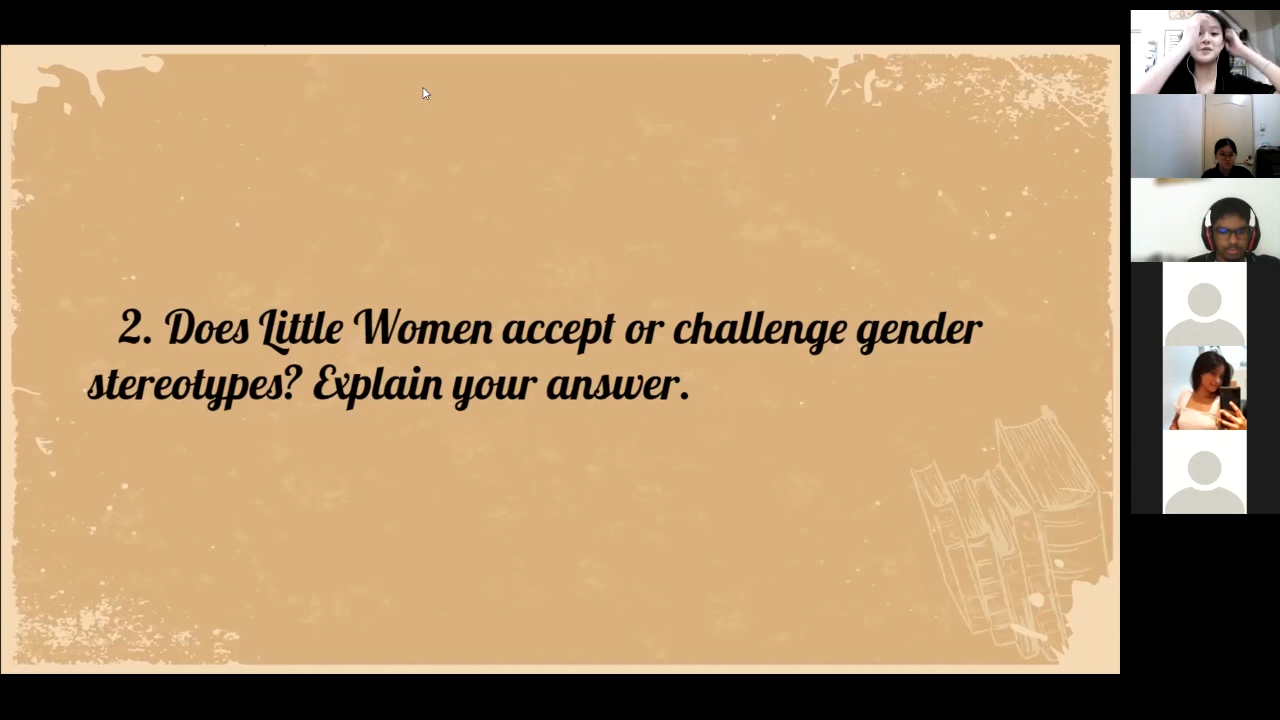 2. Does Little Women accept or challenge gender
stereotypes? Explain your answer.